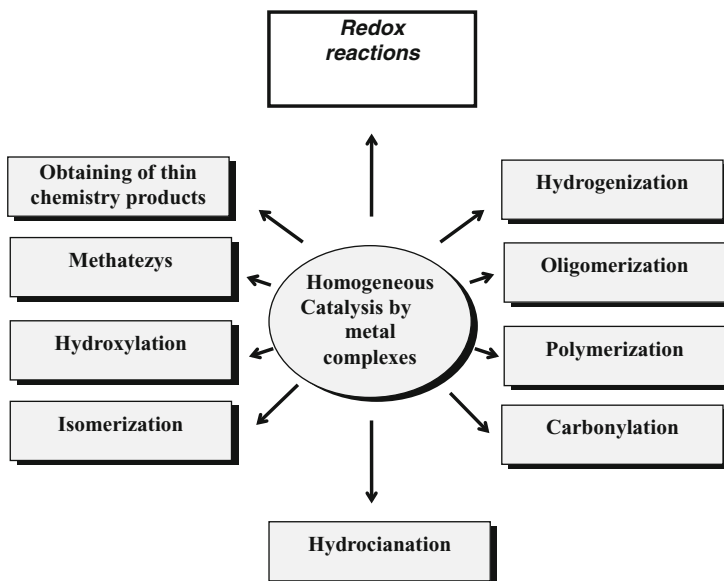 Redox
reactions
Obtaining of thin
chemistry products
Hydrogenization
Methatezys
Homogeneous
Catalysis by
metal
complexes
Oligomerization
Hydroxylation
Polymerization
Isomerization
Carbonylation
Hydrocianation